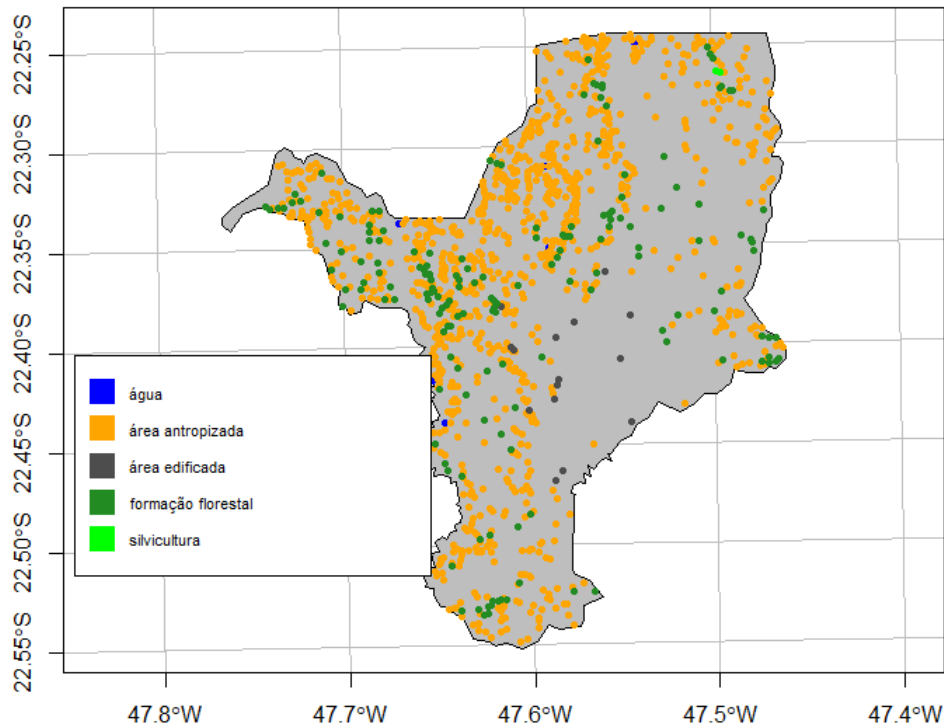 22.25°S
22.30°S
22.35°S
22.40°S
22.45°S
22.50°S
22.55°S
água
área antropizada
área edificada
formação florestal
silvicultura
47.8°W
47.7°W
47.6°W
47.5°W
47.4°W